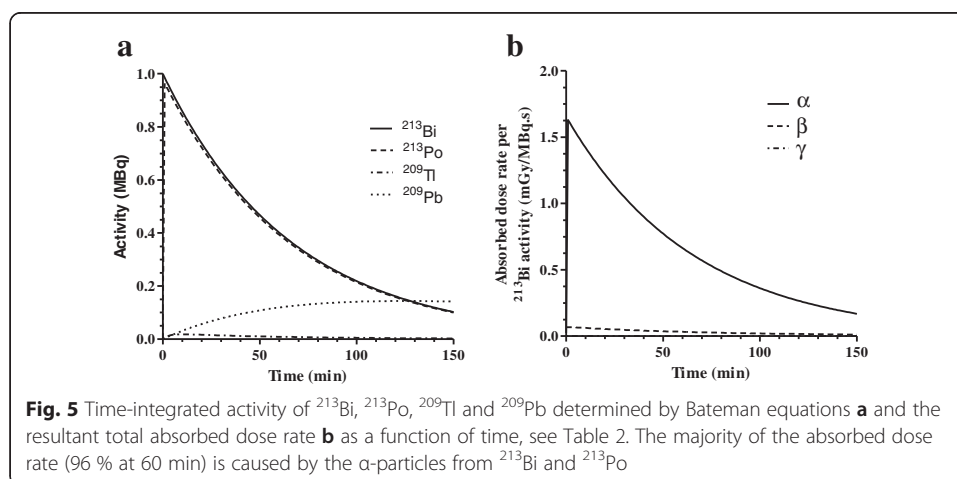 a
1.0
0.8
0.6
0.4
0.2
0.0
Activity (MBq)
0
50
100
150
Time (min)
²¹³Bi
²¹³Po
²⁰⁹Tl
²⁰⁹Pb
b
2.0
1.5
1.0
0.5
0.0
Absorbed dose rate per
²¹³Bi activity (mGy/MBq.s)
0
50
100
150
Time (min)
α
β
γ
Fig. 5 Time-integrated activity of ²¹³Bi, ²¹³Po, ²⁰⁹Tl and ²⁰⁹Pb determined by Bateman equations a and the
resultant total absorbed dose rate b as a function of time, see Table 2. The majority of the absorbed dose
rate (96 % at 60 min) is caused by the α-particles from ²¹³Bi and ²¹³Po